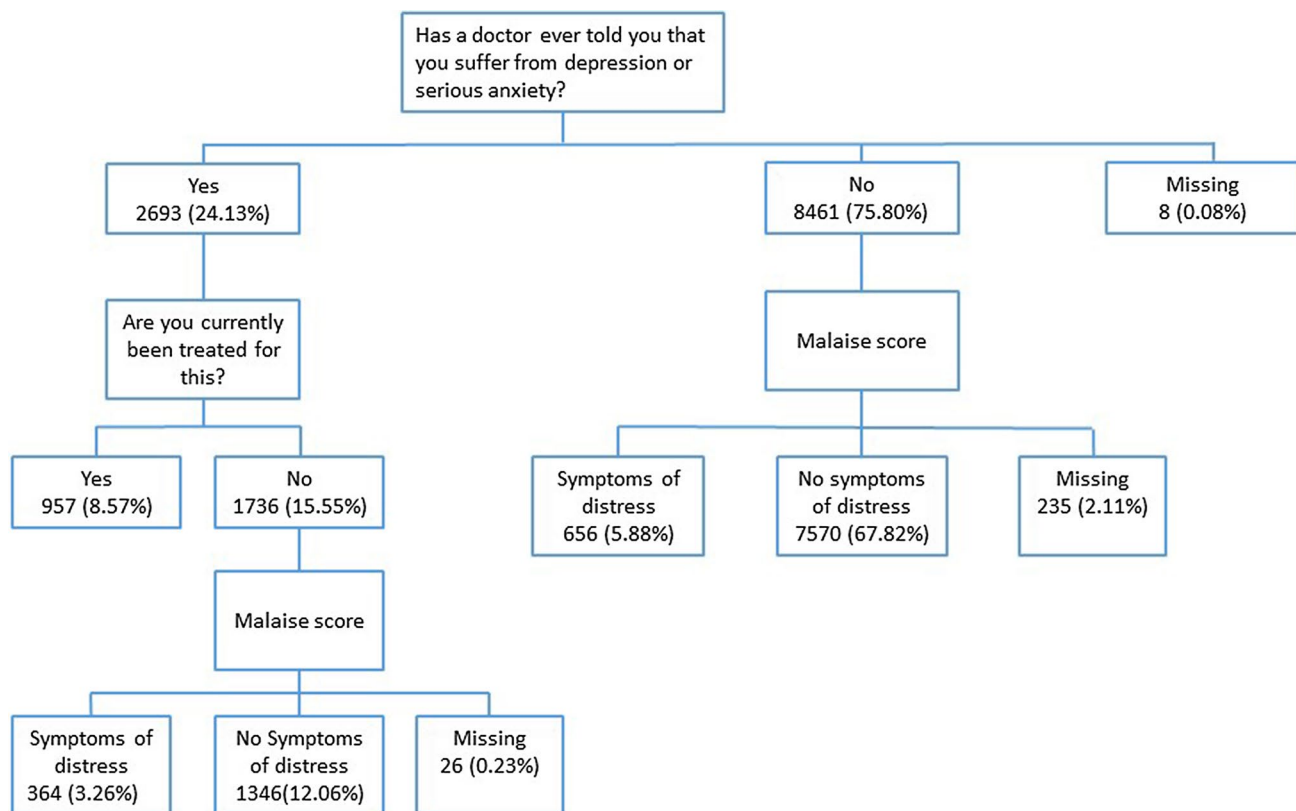 Has a doctor ever told you that
you suffer from depression or
serious anxiety?
Yes
2693 (24.13%)
No
8461 (75.80%)
Missing
8 (0.08%)
Are you currently
been treated for
this?
Malaise score
Yes
957 (8.57%)
No
1736 (15.55%)
Symptoms of
distress
656 (5.88%)
No symptoms
of distress
7570 (67.82%)
Missing
235 (2.11%)
Malaise score
Symptoms of
distress
364 (3.26%)
No Symptoms
of distress
1346(12.06%)
Missing
26 (0.23%)